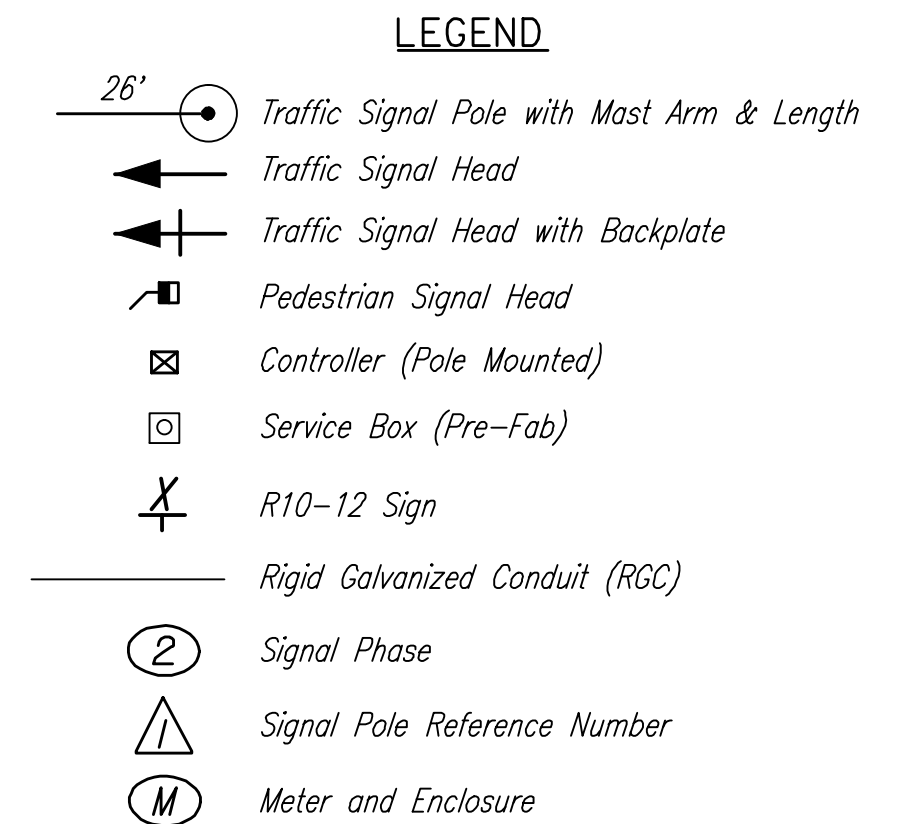 LEGEND
26' Traffic Signal Pole with Mast Arm & Length
Traffic Signal Head
Traffic Signal Head with Backplate
Pedestrian Signal Head
Controller (Pole Mounted)
Service Box (Pre-Fab)
X R10-12 Sign
Rigid Galvanized Conduit (RGC)
2 Signal Phase
1 Signal Pole Reference Number
M Meter and Enclosure